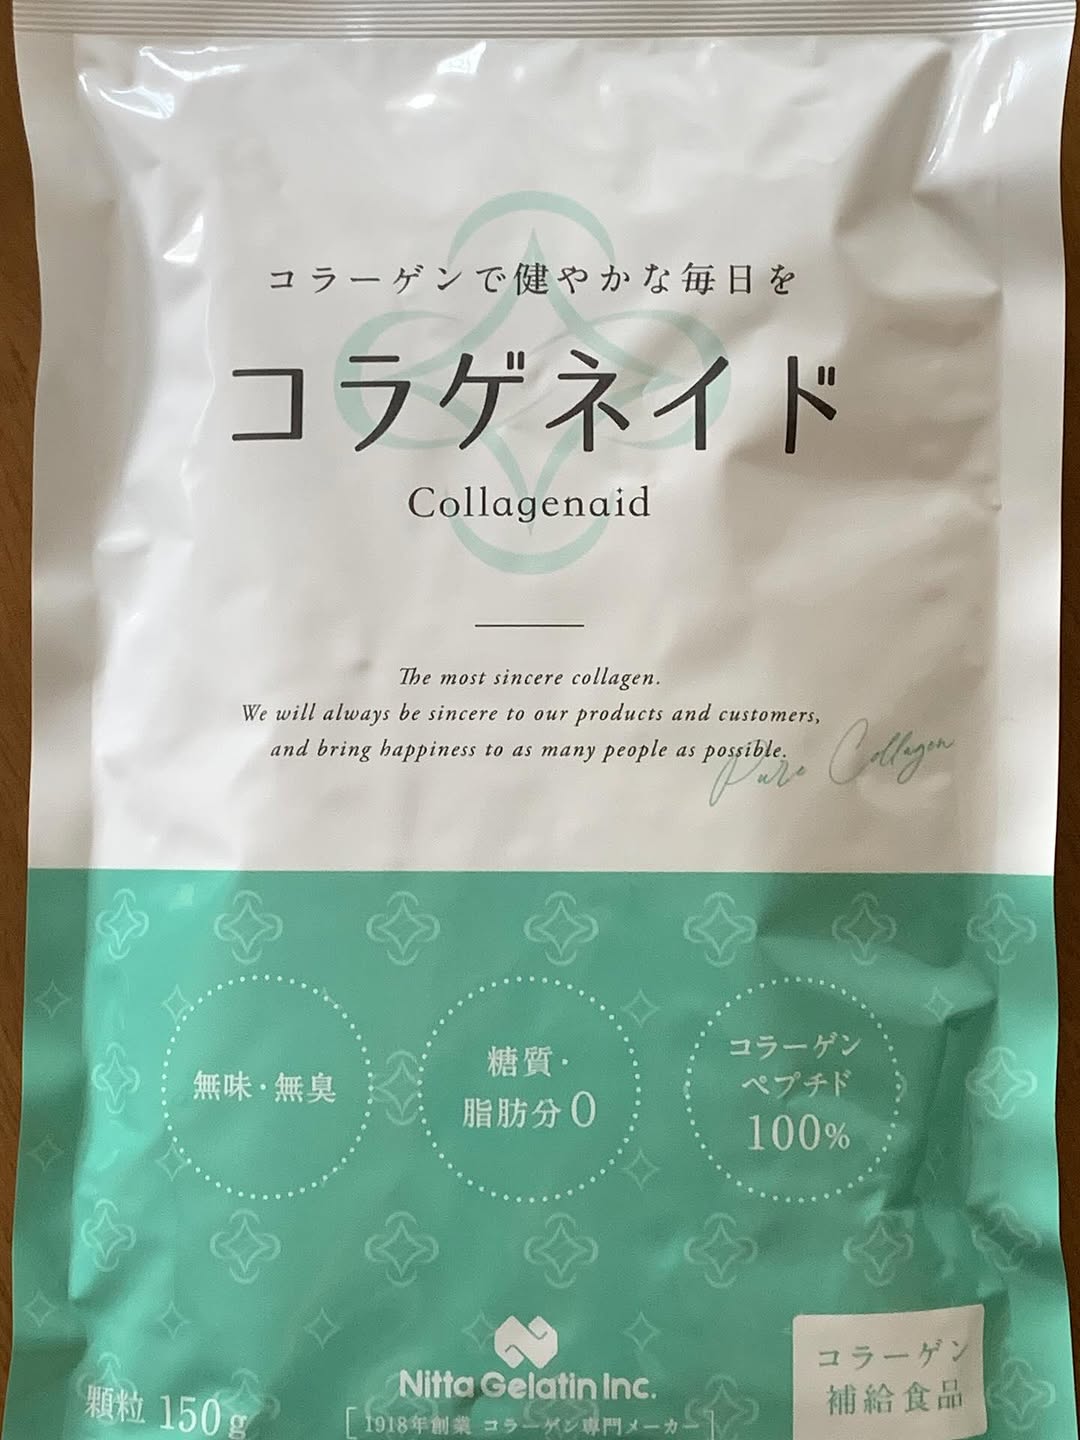 コラーゲンで健やかな毎日を
コラゲネイド
Collagenaid
The most sincere collagen.
We will always be sincere to our products and customers,
and bring happiness to as many people as possible.
Pure Collagen
無味・無臭
糖質・
脂肪分0
コラーゲン
ペプチド
100%
Nitta Gelatin Inc.
1918年創業 コラーゲン専門メーカー
顆粒 150g
コラーゲン
補給食品